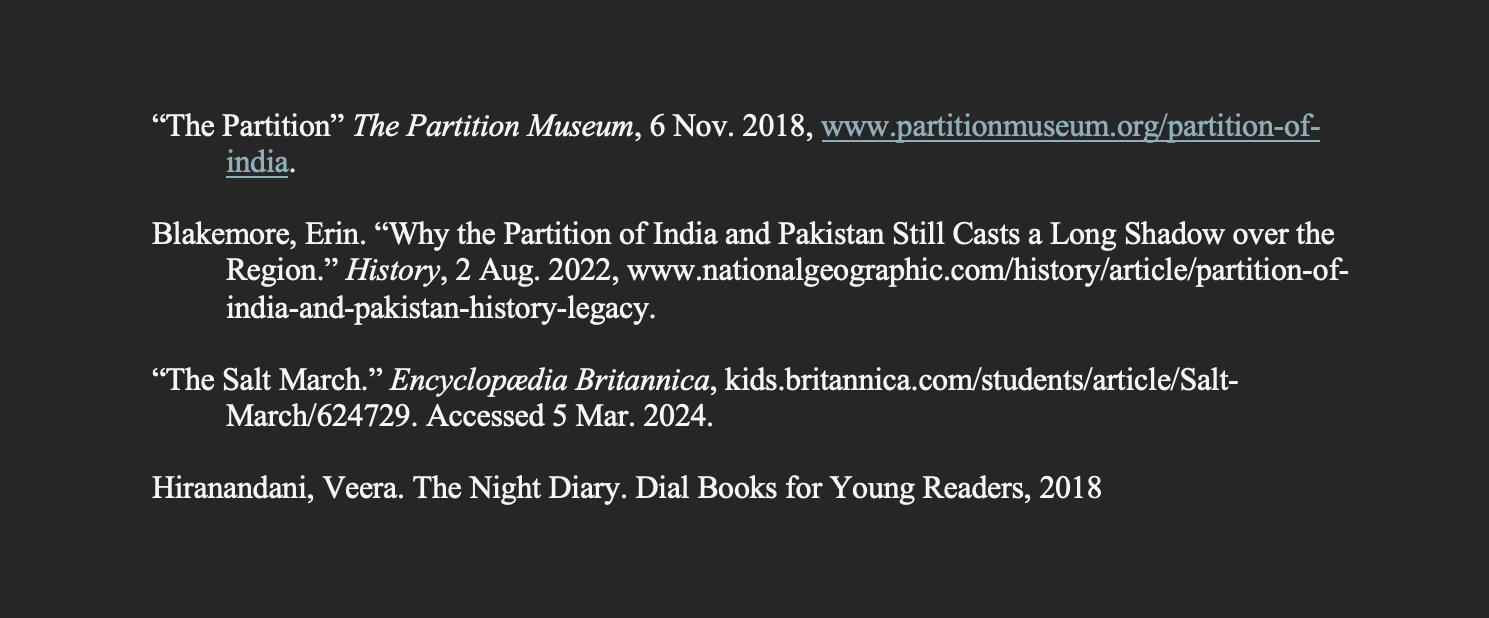 “The Partition” The Partition Museum, 6 Nov. 2018, www.partitionmuseum.org/partition-of-
india.
Blakemore, Erin. “Why the Partition of India and Pakistan Still Casts a Long Shadow over the
Region.” History, 2 Aug. 2022, www.nationalgeographic.com/history/article/partition-of-
india-and-pakistan-history-legacy.
“The Salt March.” Encyclopædia Britannica, kids.britannica.com/students/article/Salt-
March/624729. Accessed 5 Mar. 2024.
Hiranandani, Veera. The Night Diary. Dial Books for Young Readers, 2018